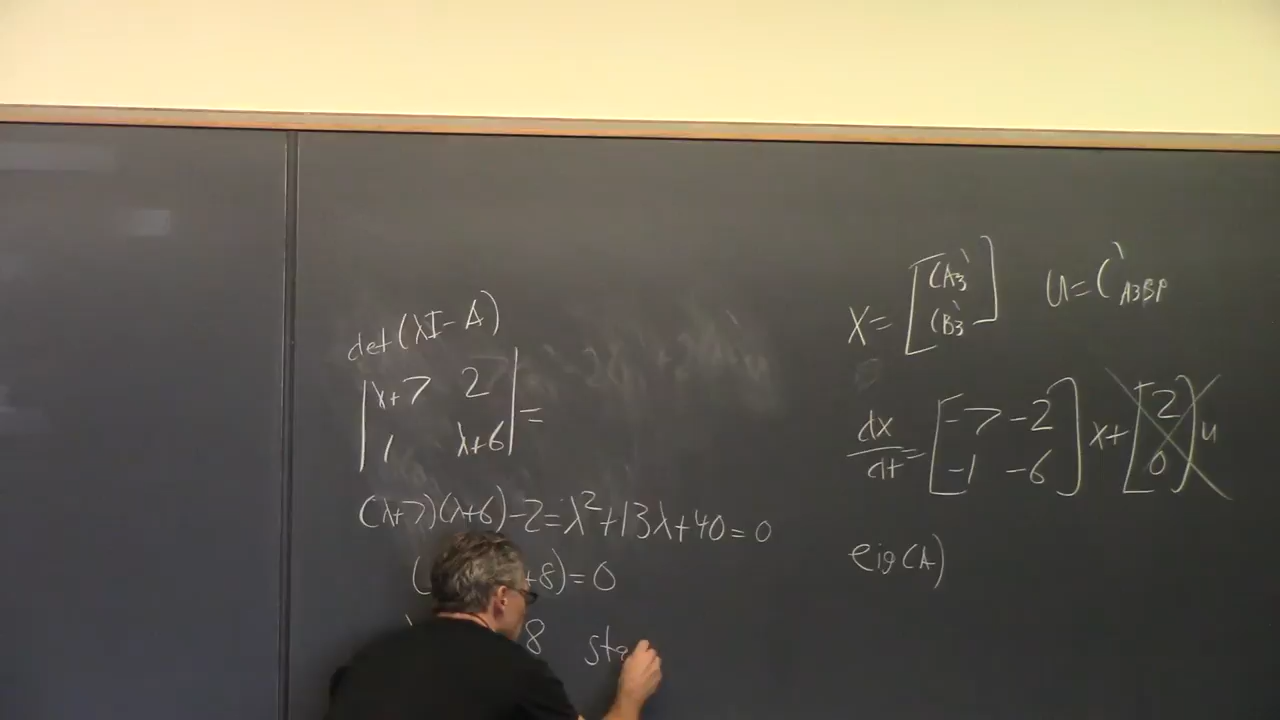 det(λI-A)
|λ+7 2|
|1 λ+6| =
(λ+7)(λ+6)-2=λ²+13λ+40=0
( +8)=0
8 sta
X= [CA3`
CB3`] u=C`A3BP
dx/dt= [-7 -2
-1 -6] x+ [2
0] u
eig(A)